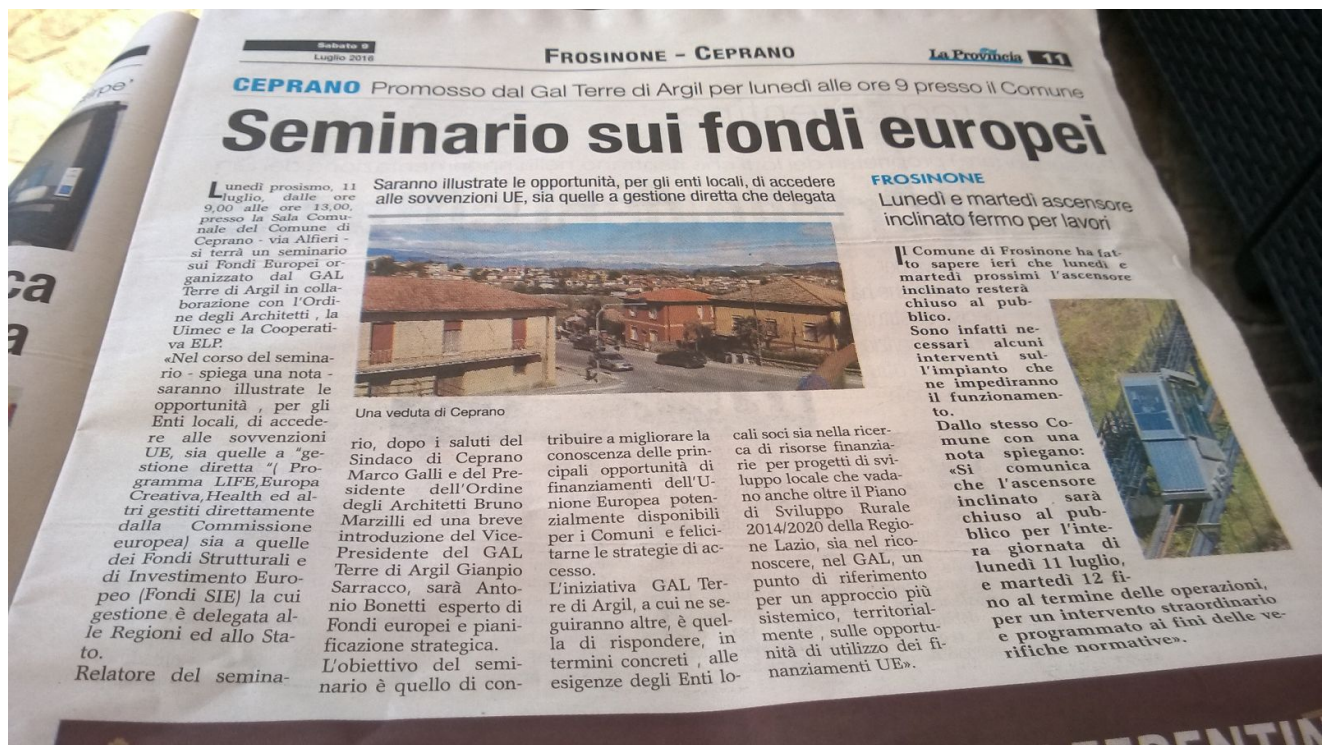 Sabato 9
Luglio 2016
FROSINONE - CEPRANO
La Provincia
11
CEPRANO Promosso dal Gal Terre di Argil per lunedì alle ore 9 presso il Comune
Seminario sui fondi europei
Lunedì prosismo, 11
luglio, dalle ore
9,00 alle ore 13,00,
presso la Sala Comu-
nale del Comune di
Ceprano - via Alfieri -
si terrà un seminario
sui Fondi Europei or-
ganizzato dal GAL
Terre di Argil in colla-
borazione con l'Ordi-
ne degli Architetti , la
Uimec e la Cooperati-
va ELP.
«Nel corso del semina-
rio - spiega una nota -
saranno illustrate le
opportunità , per gli
Enti locali, di accede-
re alle sovvenzioni
UE, sia quelle a "ge-
stione diretta "( Pro-
gramma LIFE,Europa
Creativa,Health ed al-
tri gestiti direttamente
dalla Commissione
europea) sia a quelle
dei Fondi Strutturali e
di Investimento Euro-
peo (Fondi SIE) la cui
gestione è delegata al-
le Regioni ed allo Sta-
to.
Relatore del semina-
Saranno illustrate le opportunità, per gli enti locali, di accedere
alle sovvenzioni UE, sia quelle a gestione diretta che delegata
Una veduta di Ceprano
rio, dopo i saluti del
Sindaco di Ceprano
Marco Galli e del Pre-
sidente dell'Ordine
degli Architetti Bruno
Marzilli ed una breve
introduzione del Vice-
Presidente del GAL
Terre di Argil Gianpio
Sarracco, sarà Anto-
nio Bonetti esperto di
Fondi europei e piani-
ficazione strategica.
L'obiettivo del semi-
nario è quello di con-
tribuire a migliorare la
conoscenza delle prin-
cipali opportunità di
finanziamenti dell'U-
nione Europea poten-
zialmente disponibili
per i Comuni e felici-
tarne le strategie di ac-
cesso.
L'iniziativa GAL Ter-
re di Argil, a cui ne se-
guiranno altre, è quel-
la di rispondere, in
termini concreti , alle
esigenze degli Enti lo-
cali soci sia nella ricer-
ca di risorse finanzia-
rie per progetti di svi-
luppo locale che vada-
no anche oltre il Piano
di Sviluppo Rurale
2014/2020 della Regio-
ne Lazio, sia nel rico-
noscere, nel GAL, un
punto di riferimento
per un approccio più
sistemico, territorial-
mente , sulle opportu-
nità di utilizzo dei fi-
nanziamenti UE».
FROSINONE
Lunedì e martedì ascensore
inclinato fermo per lavori
Il Comune di Frosinone ha fat-
to sapere ieri che lunedì e
martedì prossimi l'ascensore
inclinato resterà
chiuso al pub-
blico.
Sono infatti ne-
cessari alcuni
interventi sul-
l'impianto che
ne impediranno
il funzionamen-
to.
Dallo stesso Co-
mune con una
nota spiegano:
«Si comunica
che l'ascensore
inclinato sarà
chiuso al pub-
blico per l'inte-
ra giornata di
lunedì 11 luglio,
e martedì 12 fi-
no al termine delle operazioni,
per un intervento straordinario
e programmato ai fini delle ve-
rifiche normative».